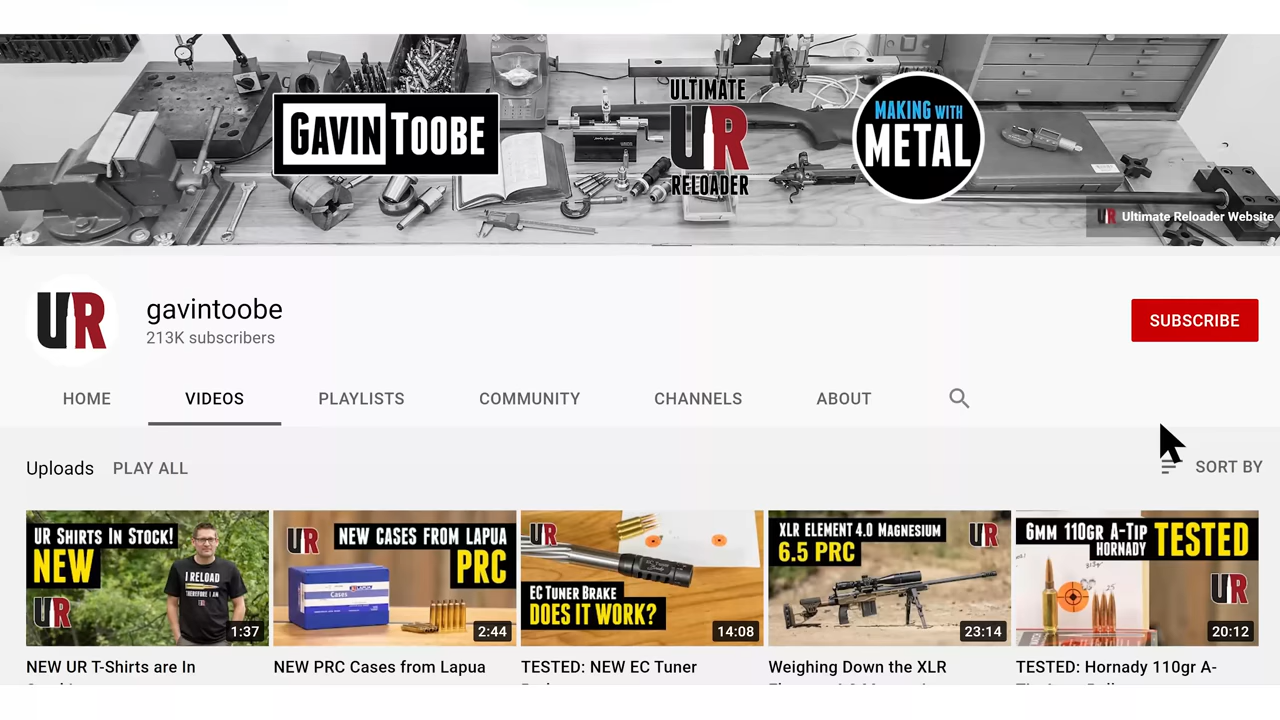 GAVIN TOOBE
ULTIMATE
UR
RELOADER
MAKING WITH
METAL
UR Ultimate Reloader Website
UR
gavintoobe
213K subscribers
SUBSCRIBE
HOME VIDEOS PLAYLISTS COMMUNITY CHANNELS ABOUT
Uploads PLAY ALL SORT BY
UR SHIRTS IN STOCK!
NEW
UR
I RELOAD
THEREFORE I AM
1:37
UR
NEW CASES FROM LAPUA
PRC
Cases
2:44
UR
EC TUNER BRAKE
DOES IT WORK?
14:08
XLR ELEMENT 4.0 MAGNESIUM
6.5 PRC
UR
23:14
6MM 110GR A-TIP
HORNADY TESTED
UR
20:12
NEW UR T-Shirts are In
NEW PRC Cases from Lapua
TESTED: NEW EC Tuner
Weighing Down the XLR
TESTED: Hornady 110gr A-